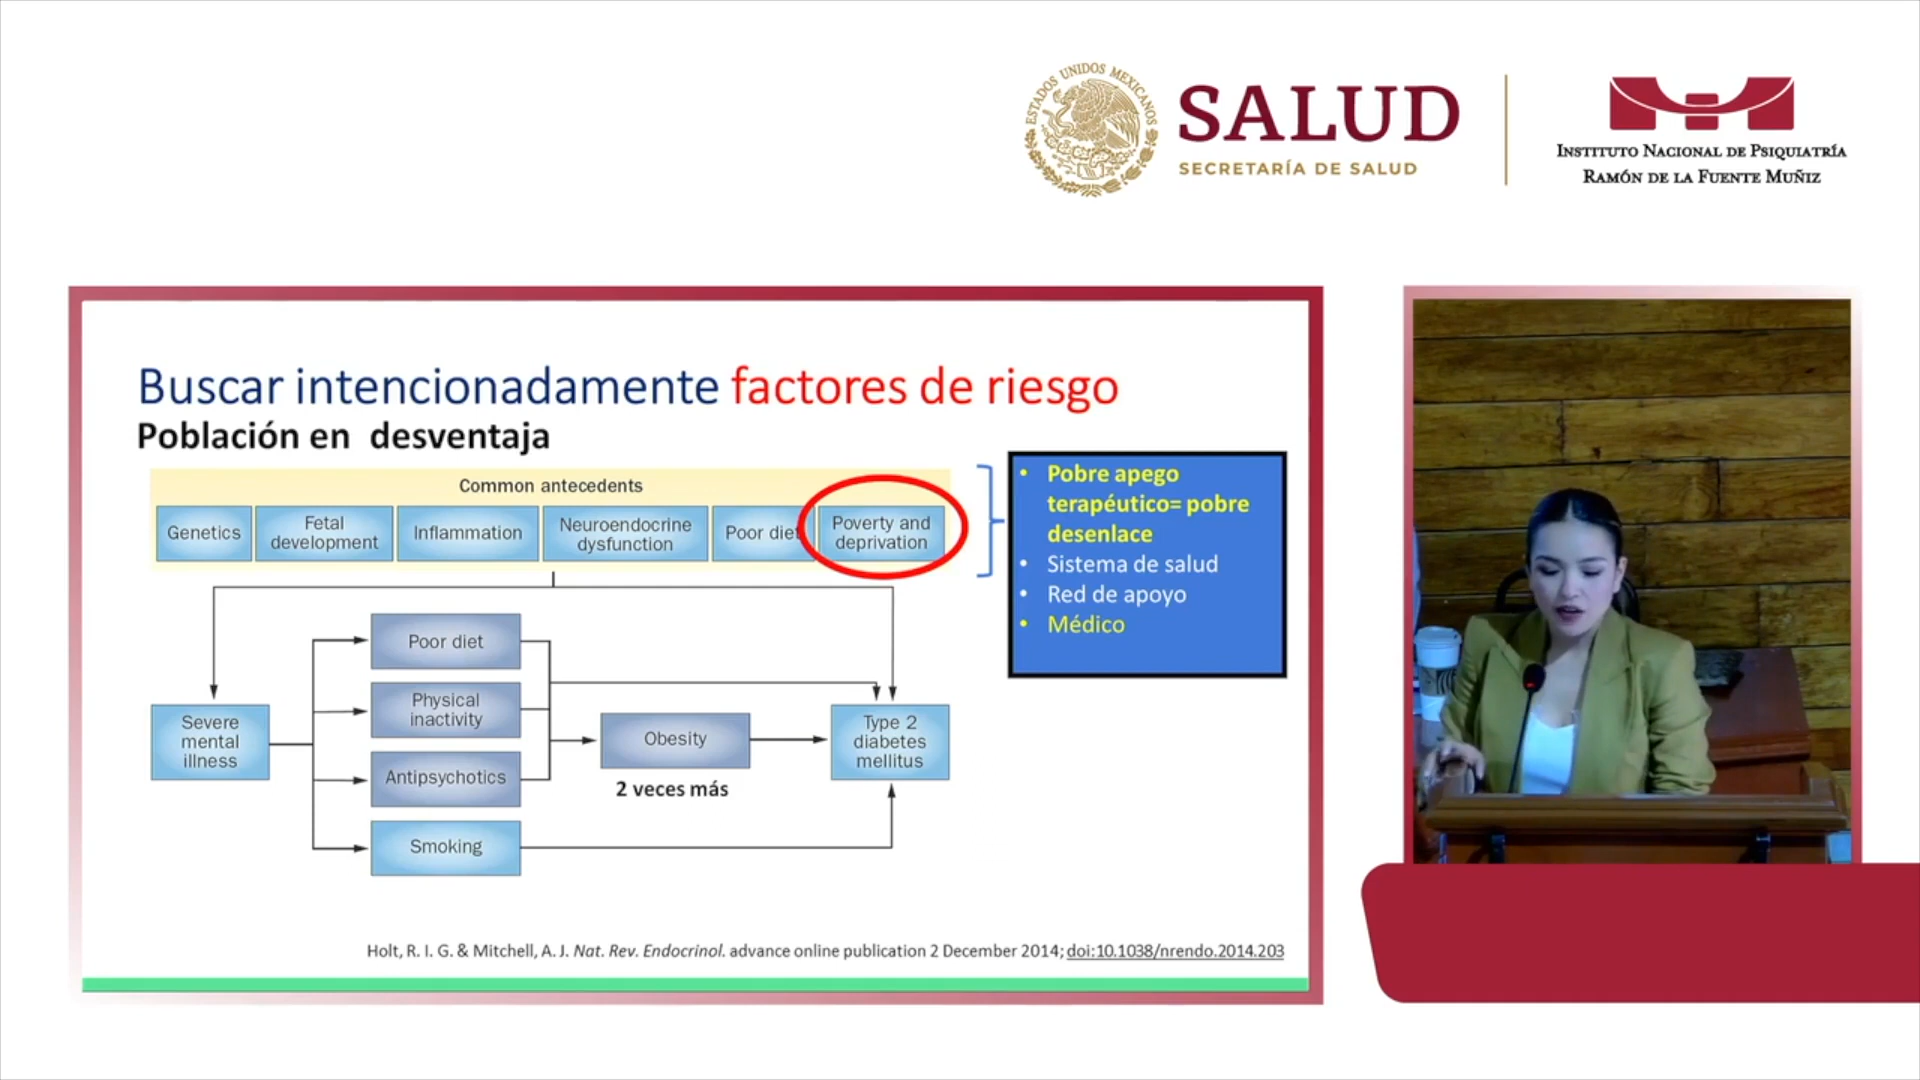 ESTADOS UNIDOS MEXICANOS
SALUD
SECRETARÍA DE SALUD
INSTITUTO NACIONAL DE PSIQUIATRÍA
RAMÓN DE LA FUENTE MUÑIZ
Buscar intencionadamente factores de riesgo
Población en desventaja
Common antecedents
Genetics
Fetal
development
Inflammation
Neuroendocrine
dysfunction
Poor diet
Poverty and
deprivation
• Pobre apego
terapéutico= pobre
desenlace
• Sistema de salud
• Red de apoyo
• Médico
Severe
mental
illness
Poor diet
Physical
inactivity
Antipsychotics
Smoking
Obesity
2 veces más
Type 2
diabetes
mellitus
Holt, R. I. G. & Mitchell, A. J. Nat. Rev. Endocrinol. advance online publication 2 December 2014; doi:10.1038/nrendo.2014.203